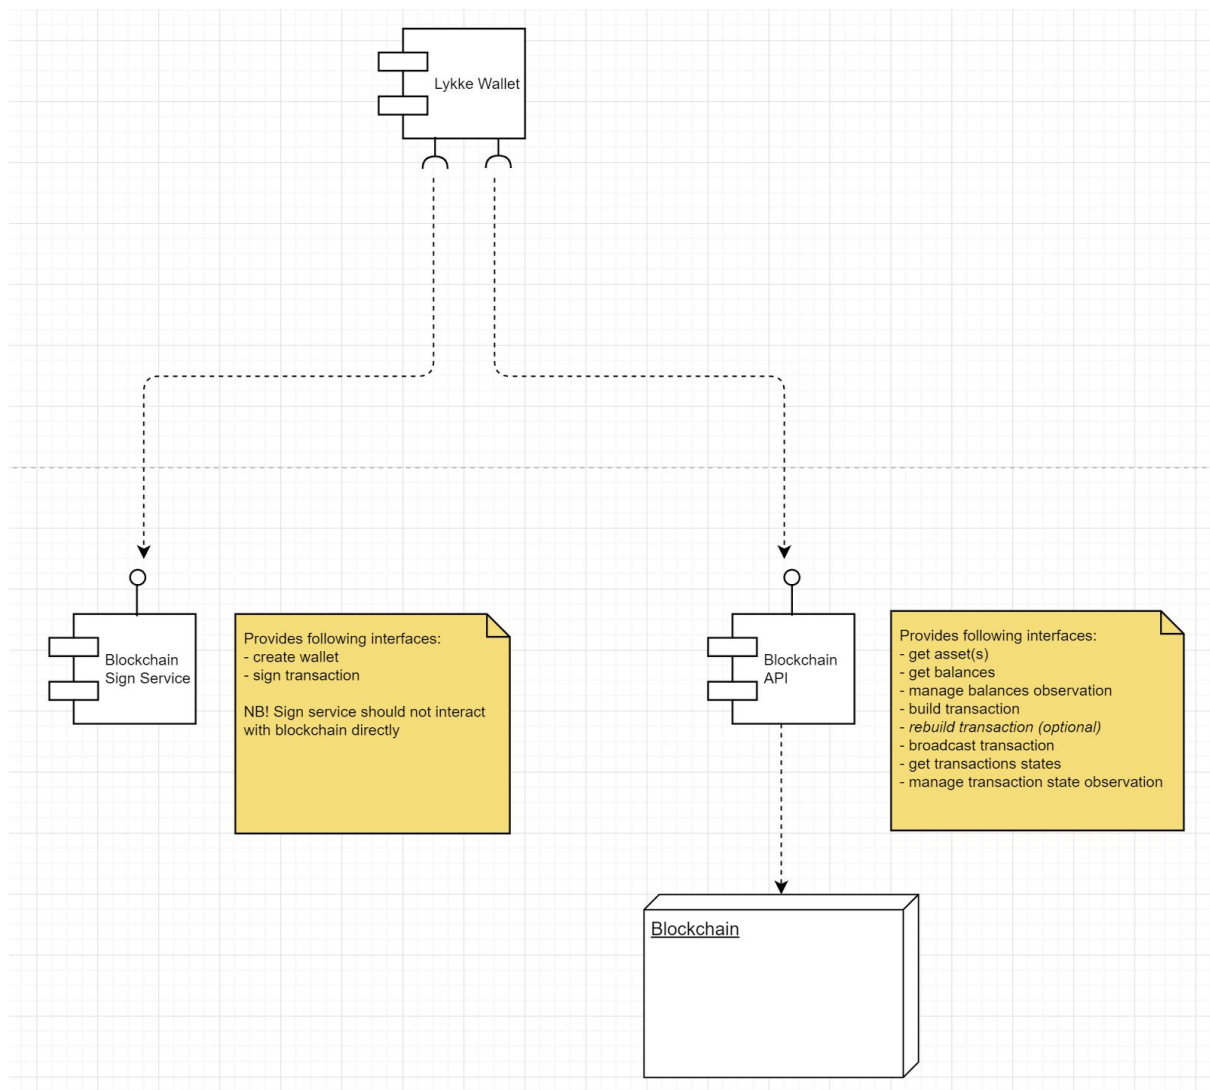 Lykke Wallet
Blockchain
Sign Service
Provides following interfaces:
- create wallet
- sign transaction
NB! Sign service should not interact
with blockchain directly
Blockchain
API
Provides following interfaces:
- get asset(s)
- get balances
- manage balances observation
- build transaction
- rebuild transaction (optional)
- broadcast transaction
- get transactions states
- manage transaction state observation
Blockchain